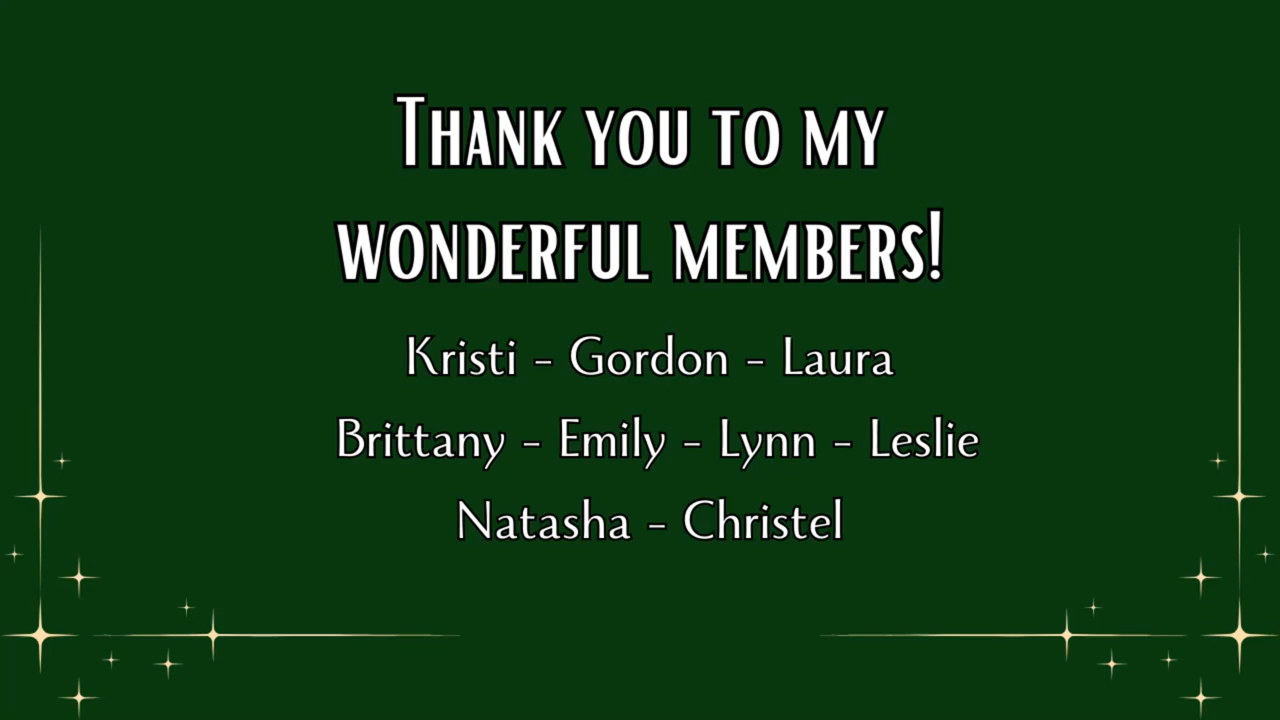 Thank you to my
wonderful members!
Kristi - Gordon - Laura
Brittany - Emily - Lynn - Leslie
Natasha - Christel